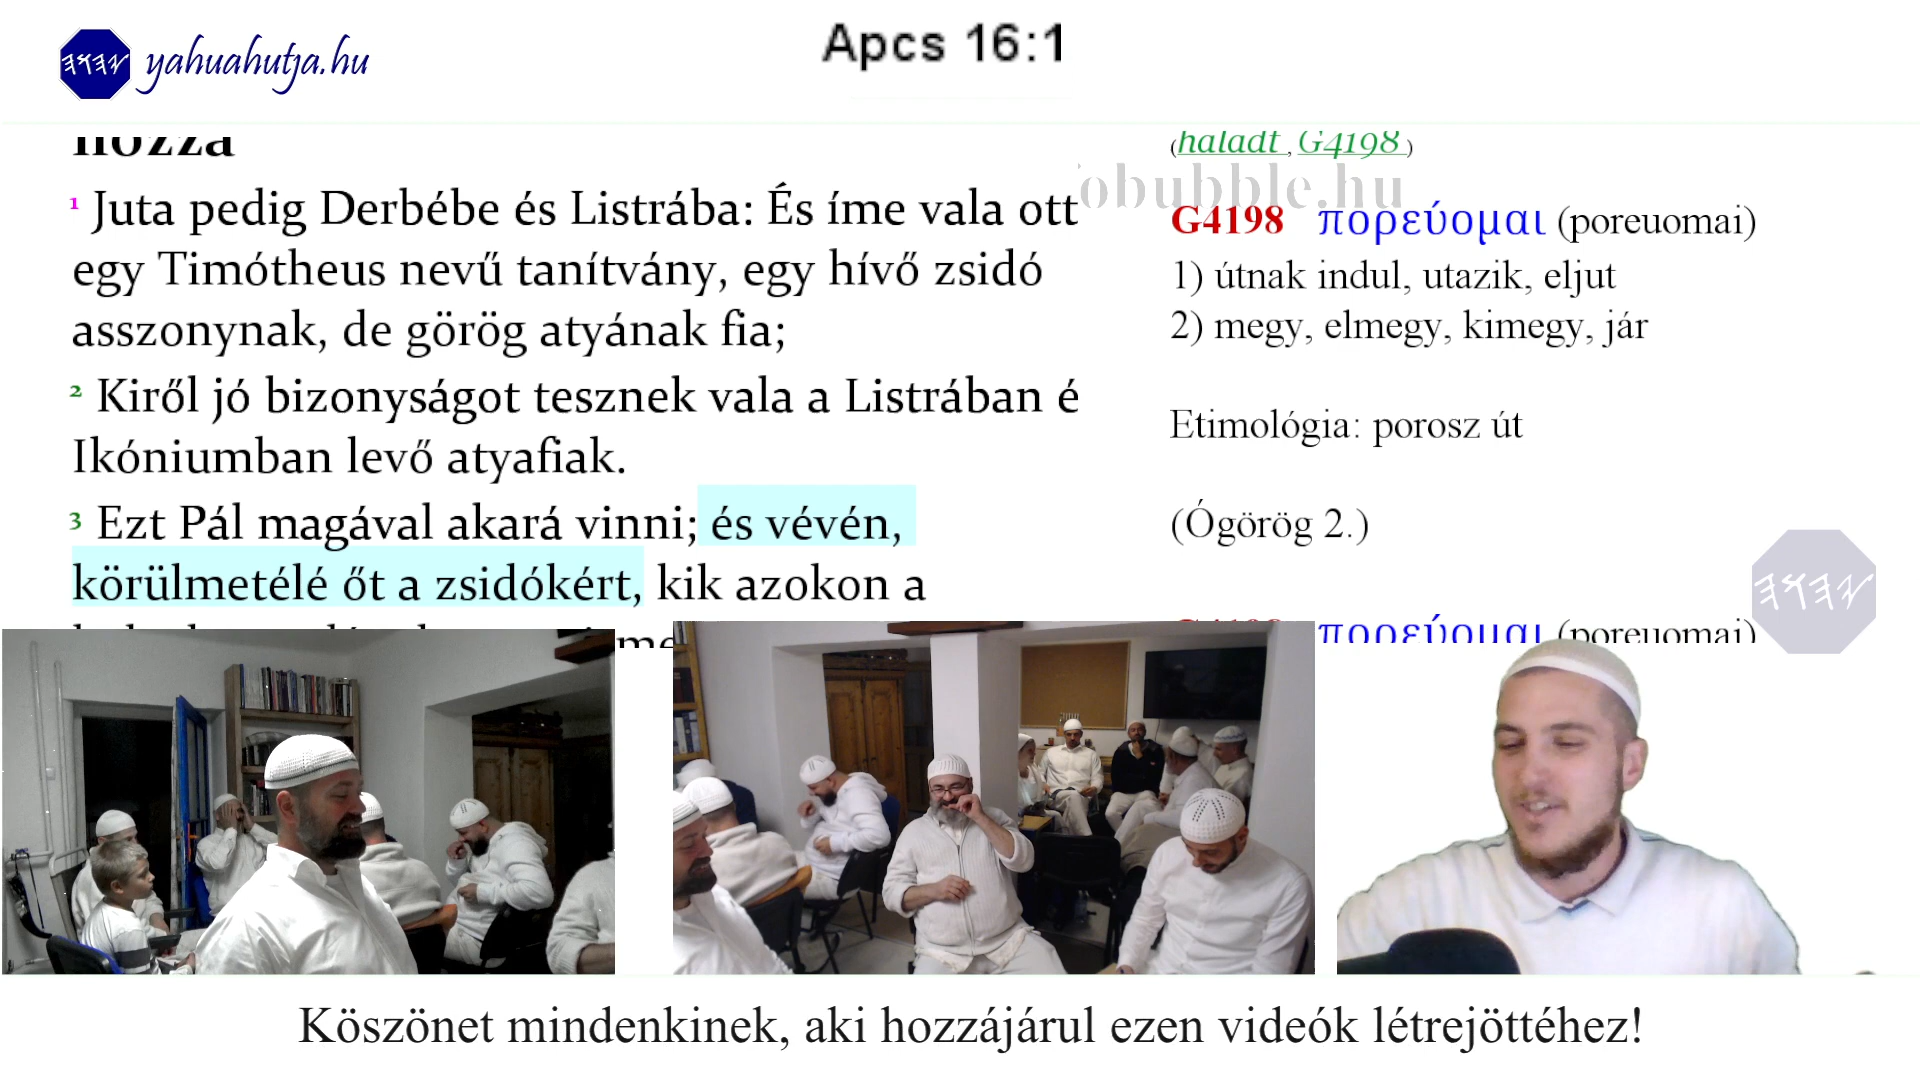 yahuahutja.hu
Apcs 16:1
hozzá
1 Juta pedig Derbébe és Listrába: És íme vala ott
egy Timótheus nevű tanítvány, egy hívő zsidó
asszonynak, de görög atyának fia;
2 Kiről jó bizonyságot tesznek vala a Listrában é
Ikóniumban levő atyafiak.
3 Ezt Pál magával akará vinni; és vévén,
körülmetélé őt a zsidókért, kik azokon a
(haladt , G4198 )
obubble.hu
G4198 πορεύομαι (poreuomai)
1) útnak indul, utazik, eljut
2) megy, elmegy, kimegy, jár
Etimológia: porosz út
(Ógörög 2.)
G4198 πορεύομαι (poreuomai)
Köszönet mindenkinek, aki hozzájárul ezen videók létrejöttéhez!